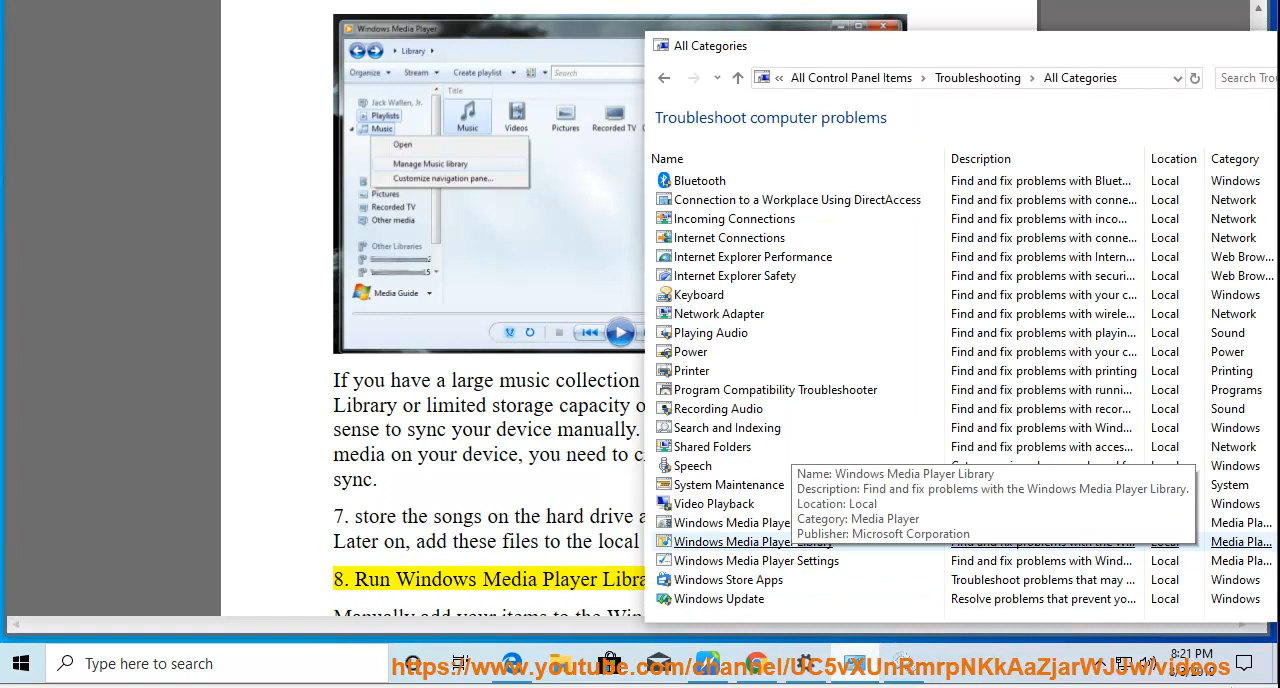 Windows Media Player
Library
Organize Stream Create playlist Search
Title
Jack Wallen, Jr.
Playlists
Music
Music Videos Pictures Recorded TV
Open
Manage Music library
Customize navigation pane...
Pictures
Recorded TV
Other media
Other Libraries
Media Guide
If you have a large music collection
Library or limited storage capacity
sense to sync your device manually.
media on your device, you need to
sync.
7. store the songs on the hard drive
Later on, add these files to the local
8. Run Windows Media Player
Manually add your items to the
All Categories
« All Control Panel Items > Troubleshooting > All Categories
Search
Troubleshoot computer problems
Name Description Location Category
Bluetooth Find and fix problems with Bluet... Local Windows
Connection to a Workplace Using DirectAccess Find and fix problems with conne... Local Network
Incoming Connections Find and fix problems with inco... Local Network
Internet Connections Find and fix problems with conne... Local Network
Internet Explorer Performance Find and fix problems with Intern... Local Web Brow...
Internet Explorer Safety Find and fix problems with securi... Local Web Brow...
Keyboard Find and fix problems with your c... Local Windows
Network Adapter Find and fix problems with wirele... Local Network
Playing Audio Find and fix problems with playin... Local Sound
Power Find and fix problems with your c... Local Power
Printer Find and fix problems with printing Local Printing
Program Compatibility Troubleshooter Find and fix problems with runni... Local Programs
Recording Audio Find and fix problems with recor... Local Sound
Search and Indexing Find and fix problems with Wind... Local Windows
Shared Folders Find and fix problems with acces... Local Network
Speech Windows
System Maintenance System
Video Playback Windows
Windows Media Media Pla...
Windows Media Player Library Media Pla...
Windows Media Player Settings Find and fix problems with Wind... Local Media Pla...
Windows Store Apps Troubleshoot problems that may ... Local Windows
Windows Update Resolve problems that prevent yo... Local Windows
Name: Windows Media Player Library
Description: Find and fix problems with the Windows Media Player Library.
Location: Local
Category: Media Player
Publisher: Microsoft Corporation
Type here to search
8:21 PM
https://www.youtube.com/channel/UC5vXUnRmrpNKkAaZjarWJ5w/videos